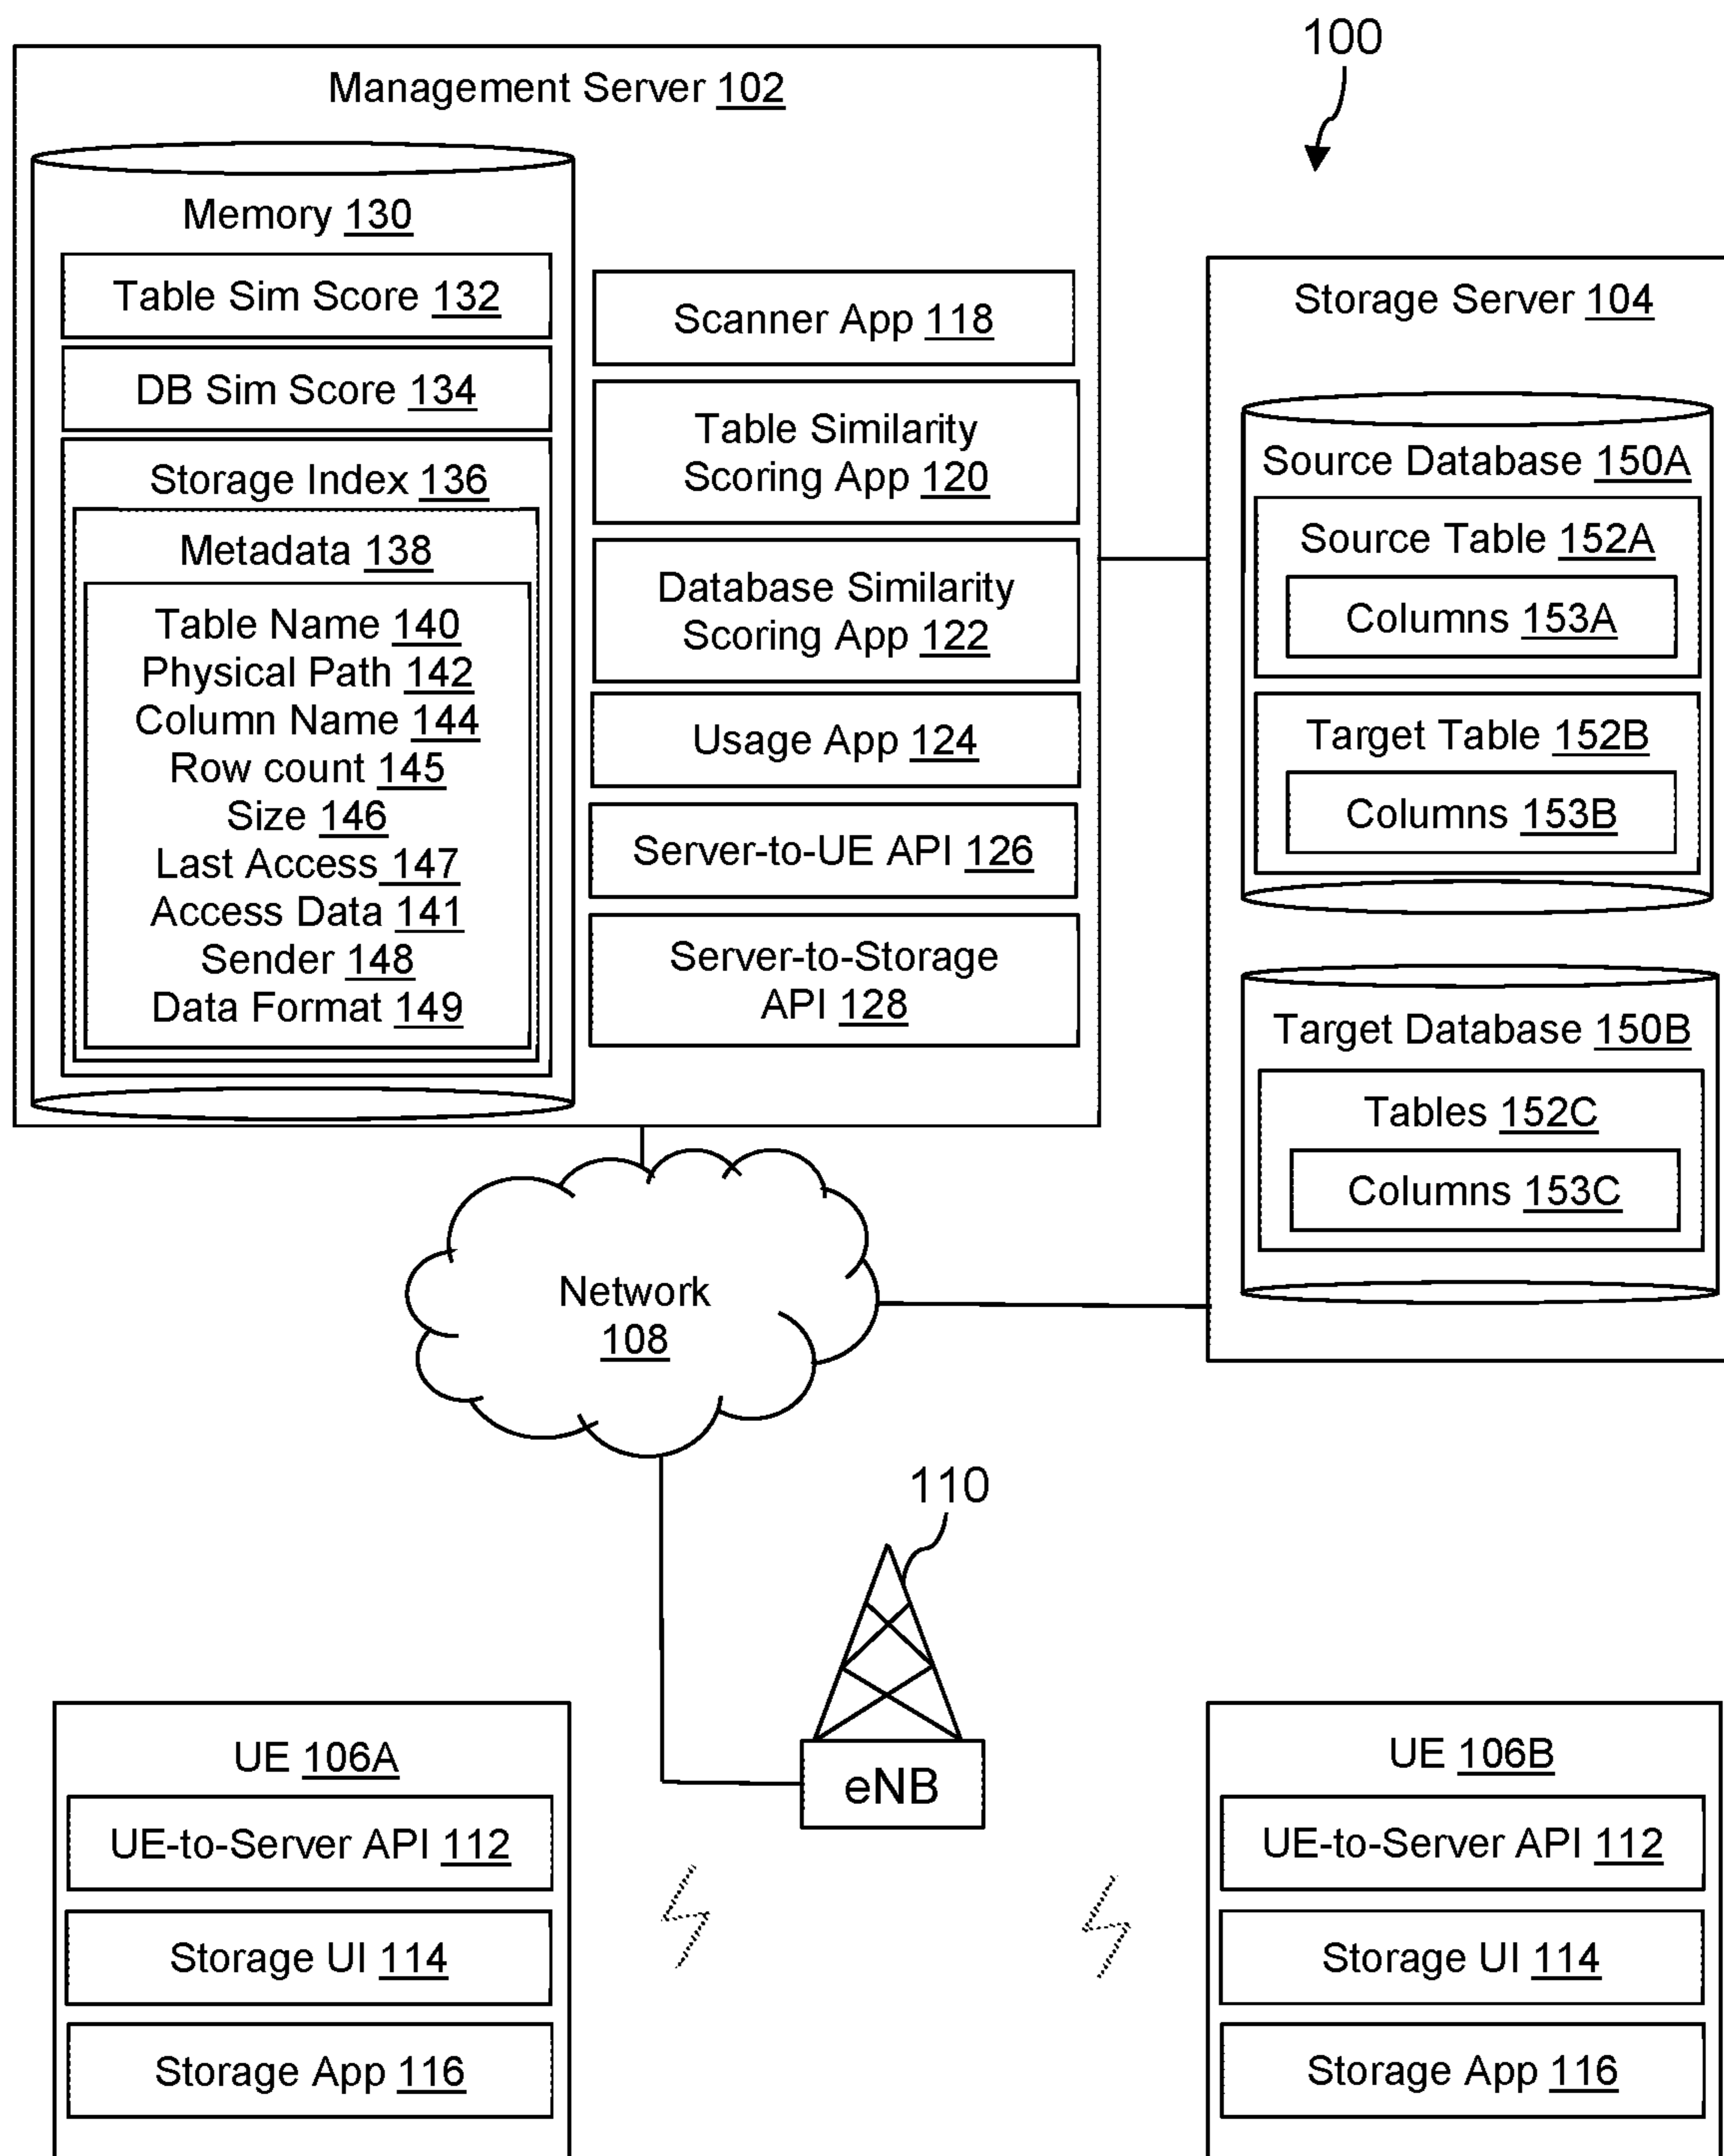 100
Management Server 102
Memory 130
Table Sim Score 132
DB Sim Score 134
Storage Index 136
Metadata 138
Table Name 140
Physical Path 142
Column Name 144
Row count 145
Size 146
Last Access 147
Access Data 141
Sender 148
Data Format 149
Scanner App 118
Table Similarity
Scoring App 120
Database Similarity
Scoring App 122
Usage App 124
Server-to-UE API 126
Server-to-Storage
API 128
Storage Server 104
Source Database 150A
Source Table 152A
Columns 153A
Target Table 152B
Columns 153B
Target Database 150B
Tables 152C
Columns 153C
Network
108
110
eNB
UE 106A
UE-to-Server API 112
Storage UI 114
Storage App 116
UE 106B
UE-to-Server API 112
Storage UI 114
Storage App 116